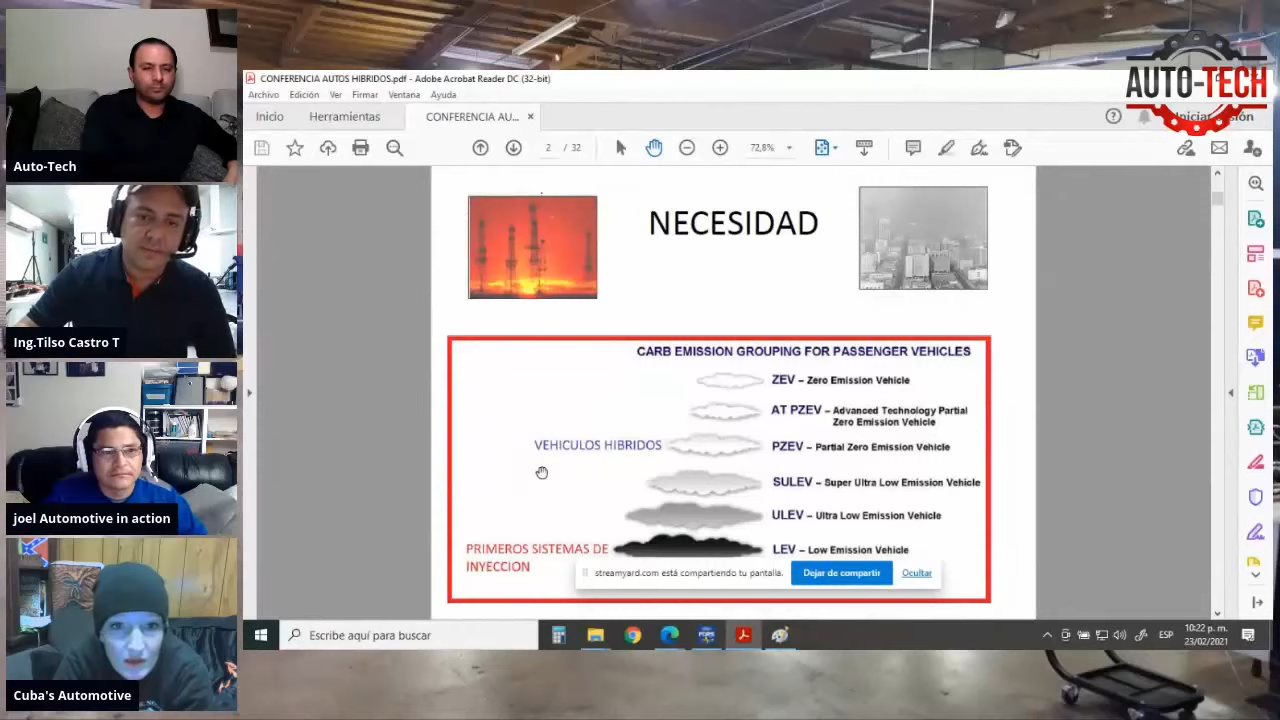 Auto-Tech
Ing.Tilso Castro T
joel Automotive in action
Cuba's Automotive
CONFERENCIA AUTOS HIBRIDOS.pdf - Adobe Acrobat Reader DC (32-bit)
Archivo Edición Ver Firmar Ventana Ayuda
Inicio Herramientas CONFERENCIA AU... ×
AUTO-TECH
2 / 32 72,8%
NECESIDAD
CARB EMISSION GROUPING FOR PASSENGER VEHICLES
ZEV – Zero Emission Vehicle
AT PZEV – Advanced Technology Partial
Zero Emission Vehicle
VEHICULOS HIBRIDOS PZEV – Partial Zero Emission Vehicle
SULEV – Super Ultra Low Emission Vehicle
ULEV – Ultra Low Emission Vehicle
PRIMEROS SISTEMAS DE LEV – Low Emission Vehicle
INYECCION
streamyard.com está compartiendo tu pantalla. Dejar de compartir Ocultar
Escribe aquí para buscar
ESP
10:22 p. m.
23/02/2021